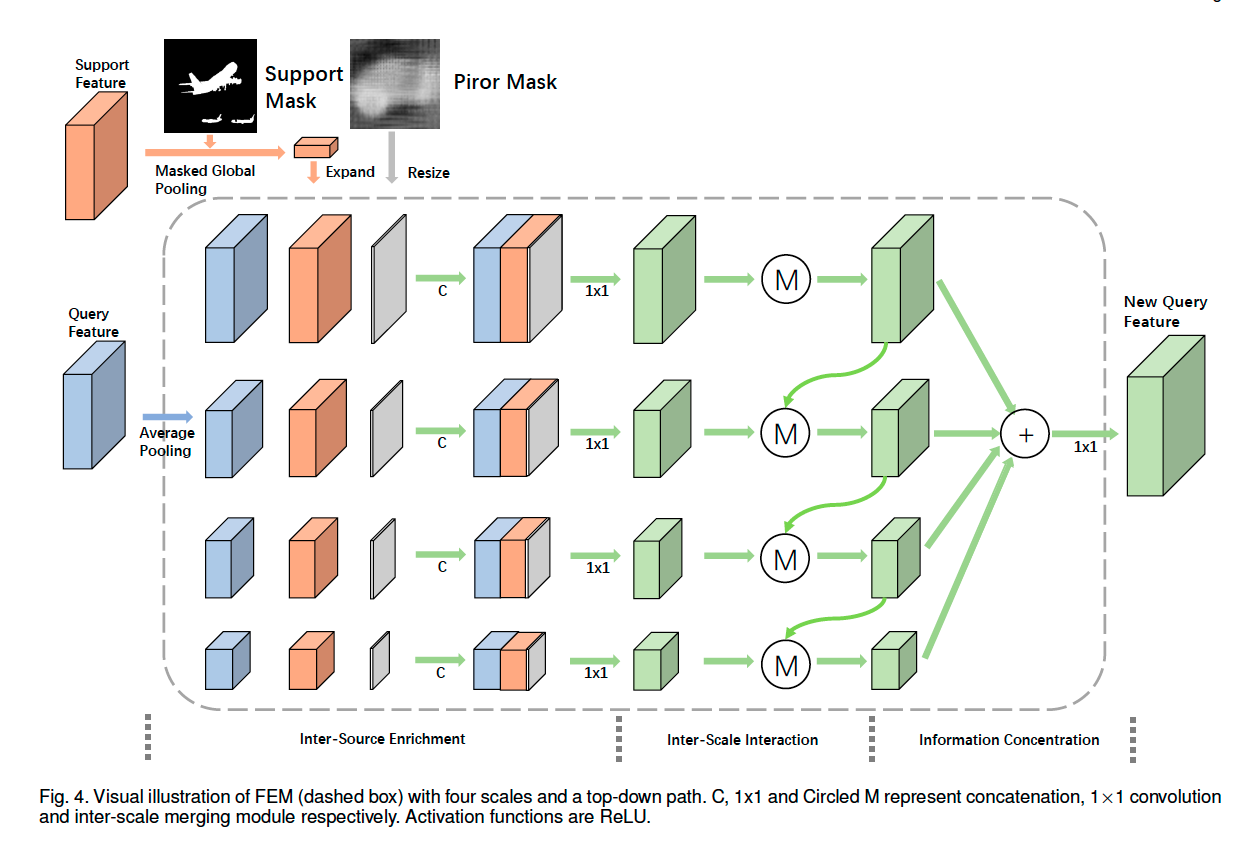 Support
Feature
Support
Mask
Piror Mask
Masked Global
Pooling
Expand
Resize
Query
Feature
Average
Pooling
C
1x1
M
C
1x1
M
C
1x1
M
C
1x1
M
+
1x1
New Query
Feature
Inter-Source Enrichment
Inter-Scale Interaction
Information Concentration
Fig. 4. Visual illustration of FEM (dashed box) with four scales and a top-down path. C, 1x1 and Circled M represent concatenation, 1×1 convolution
and inter-scale merging module respectively. Activation functions are ReLU.